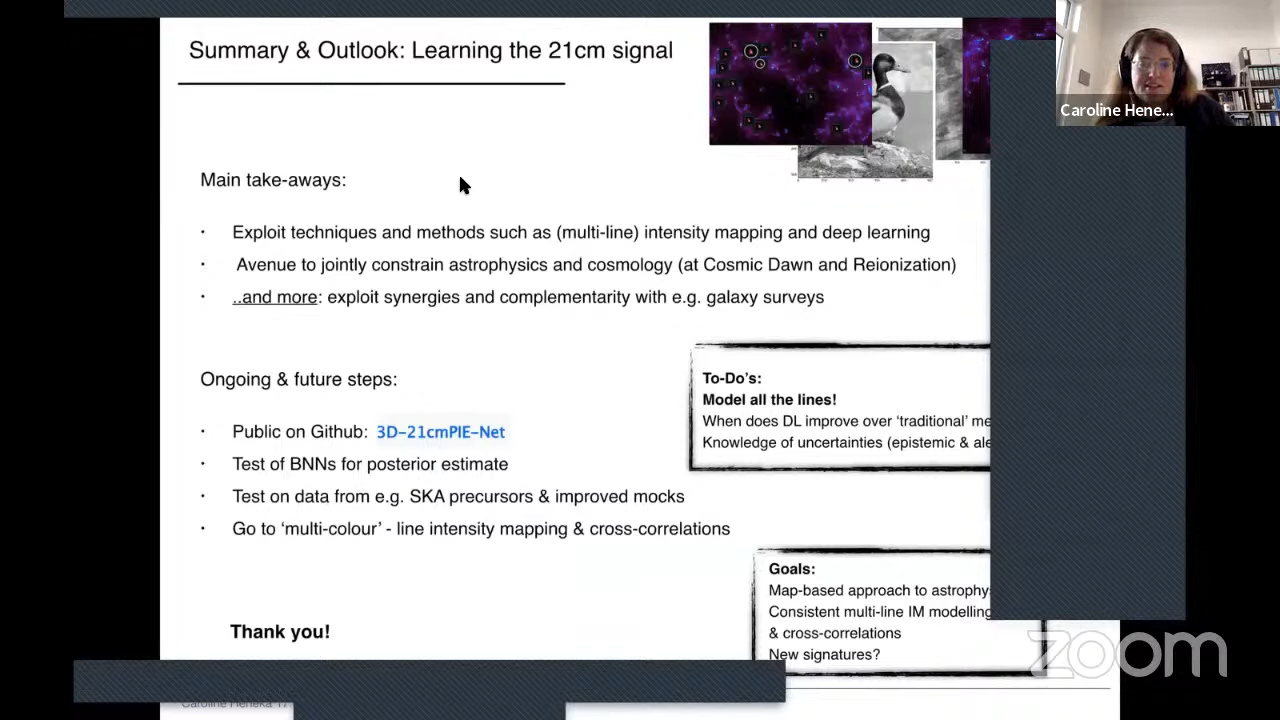 Summary & Outlook: Learning the 21cm signal
Caroline Hene...
Main take-aways:
· Exploit techniques and methods such as (multi-line) intensity mapping and deep learning
· Avenue to jointly constrain astrophysics and cosmology (at Cosmic Dawn and Reionization)
· ..and more: exploit synergies and complementarity with e.g. galaxy surveys
Ongoing & future steps:
· Public on Github: 3D-21cmPIE-Net
· Test of BNNs for posterior estimate
· Test on data from e.g. SKA precursors & improved mocks
· Go to ‘multi-colour’ - line intensity mapping & cross-correlations
To-Do’s:
Model all the lines!
When does DL improve over ‘traditional’ me
Knowledge of uncertainties (epistemic & ale
Goals:
Map-based approach to astrophy
Consistent multi-line IM modelling
& cross-correlations
New signatures?
Thank you!
zoom
Caroline Heneka 17